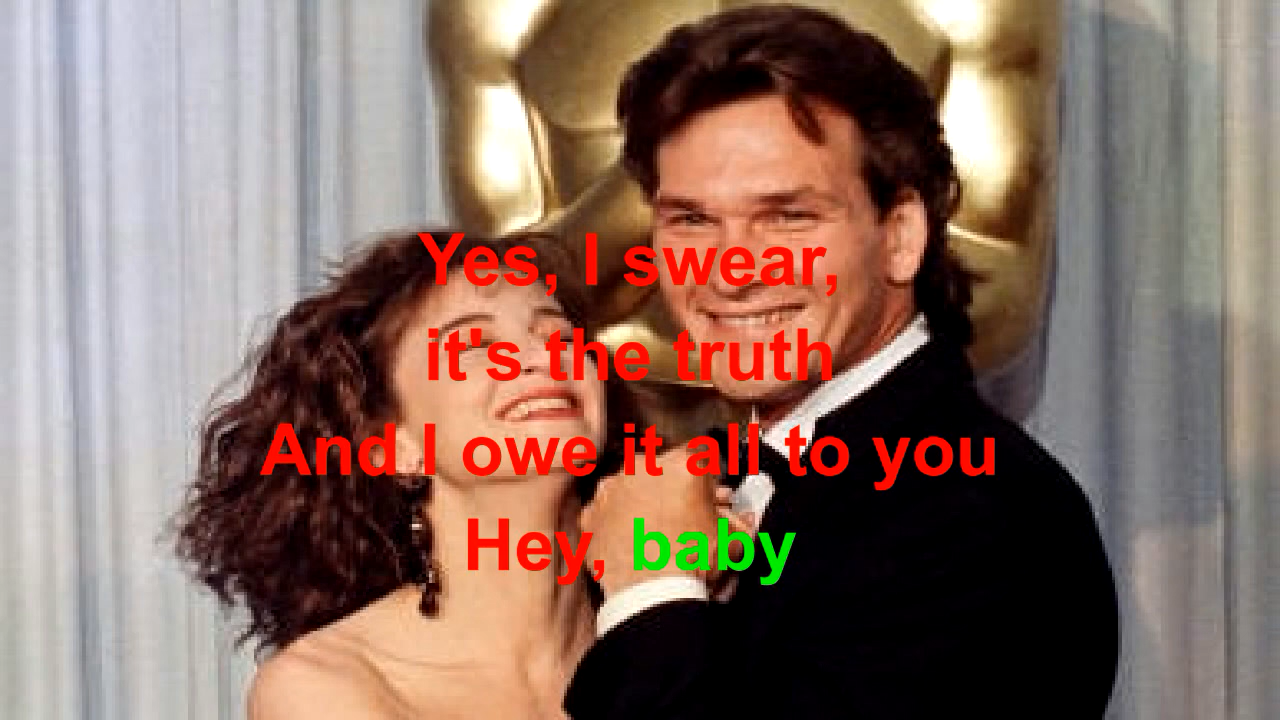 Yes, I swear,
it's the truth
And I owe it all to you
Hey, baby